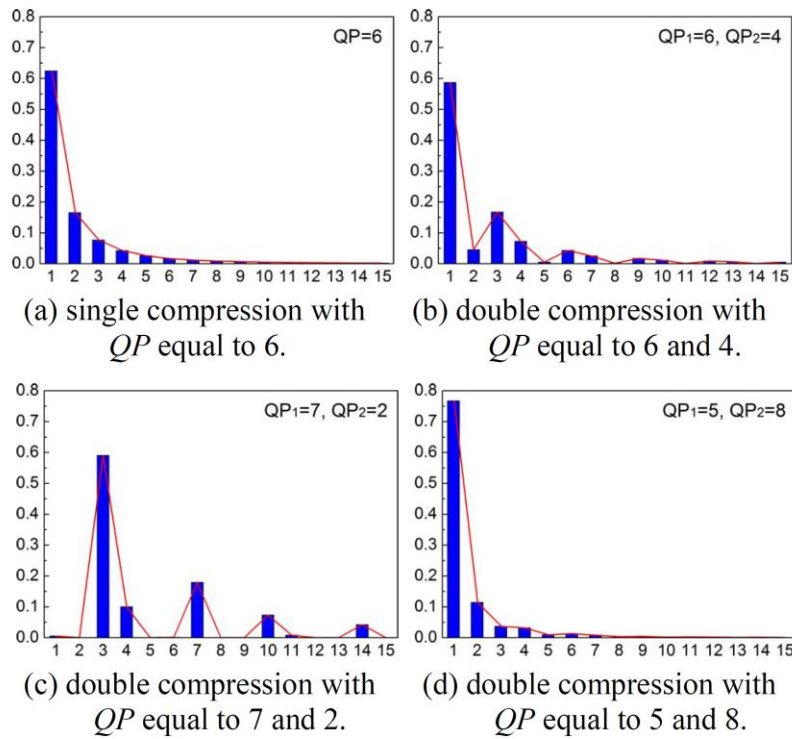 0.8
0.7
0.6
0.5
0.4
0.3
0.2
0.1
0.0
QP=6
1 2 3 4 5 6 7 8 9 10 11 12 13 14 15
(a) single compression with
QP equal to 6.
0.8
0.7
0.6
0.5
0.4
0.3
0.2
0.1
0.0
QP₁=6, QP₂=4
1 2 3 4 5 6 7 8 9 10 11 12 13 14 15
(b) double compression with
QP equal to 6 and 4.
0.8
0.7
0.6
0.5
0.4
0.3
0.2
0.1
0.0
QP₁=7, QP₂=2
1 2 3 4 5 6 7 8 9 10 11 12 13 14 15
(c) double compression with
QP equal to 7 and 2.
0.8
0.7
0.6
0.5
0.4
0.3
0.2
0.1
0.0
QP₁=5, QP₂=8
1 2 3 4 5 6 7 8 9 10 11 12 13 14 15
(d) double compression with
QP equal to 5 and 8.